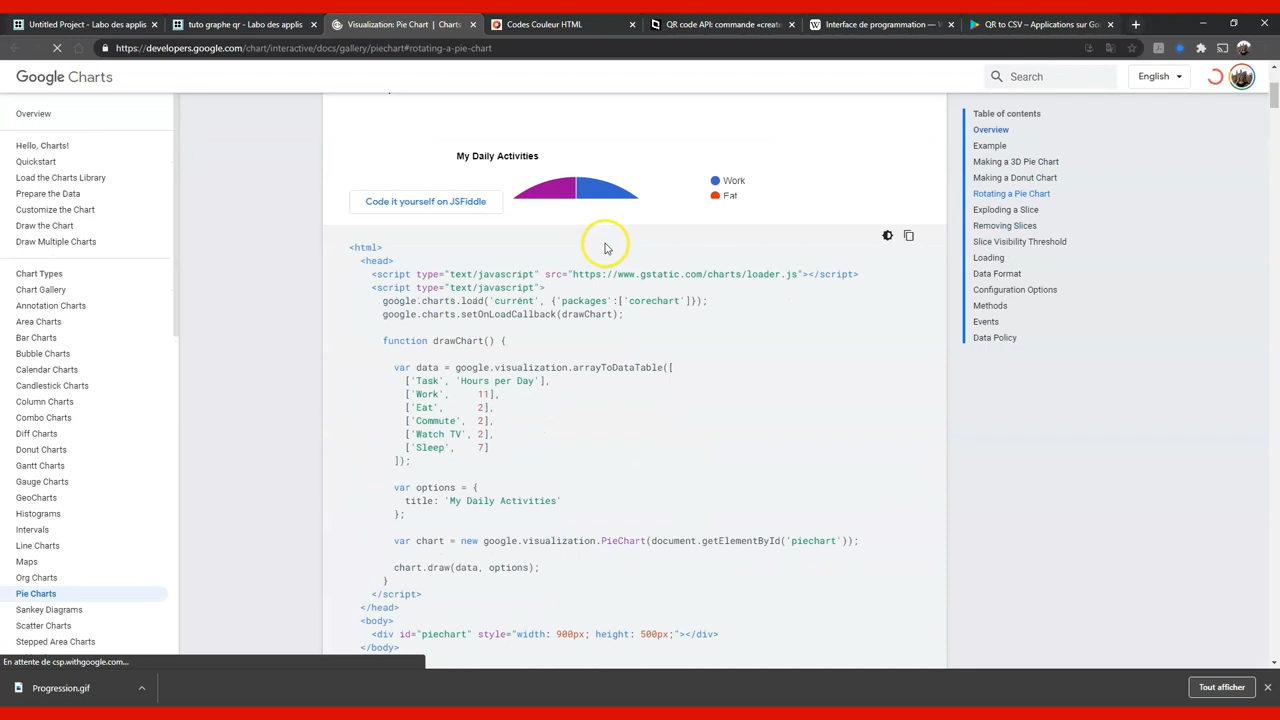 Untitled Project - Labo des applis
tuto graphe qr - Labo des applis
Visualization: Pie Chart | Charts
Codes Couleur HTML
QR code API: commande «create
Interface de programmation —
QR to CSV – Applications sur Goo
https://developers.google.com/chart/interactive/docs/gallery/piechart#rotating-a-pie-chart
Google Charts
Search
English
Overview
Hello, Charts!
Quickstart
Load the Charts Library
Prepare the Data
Customize the Chart
Draw the Chart
Draw Multiple Charts
Chart Types
Chart Gallery
Annotation Charts
Area Charts
Bar Charts
Bubble Charts
Calendar Charts
Candlestick Charts
Column Charts
Combo Charts
Diff Charts
Donut Charts
Gantt Charts
Gauge Charts
GeoCharts
Histograms
Intervals
Line Charts
Maps
Org Charts
Pie Charts
Sankey Diagrams
Scatter Charts
Stepped Area Charts
My Daily Activities
Work
Eat
Code it yourself on JSFiddle
<html>
<head>
<script type="text/javascript" src="https://www.gstatic.com/charts/loader.js"></script>
<script type="text/javascript">
google.charts.load('current', {'packages':['corechart']});
google.charts.setOnLoadCallback(drawChart);
function drawChart() {
var data = google.visualization.arrayToDataTable([
['Task', 'Hours per Day'],
['Work', 11],
['Eat', 2],
['Commute', 2],
['Watch TV', 2],
['Sleep', 7]
]);
var options = {
title: 'My Daily Activities'
};
var chart = new google.visualization.PieChart(document.getElementById('piechart'));
chart.draw(data, options);
}
</script>
</head>
<body>
<div id="piechart" style="width: 900px; height: 500px;"></div>
</body>
Table of contents
Overview
Example
Making a 3D Pie Chart
Making a Donut Chart
Rotating a Pie Chart
Exploding a Slice
Removing Slices
Slice Visibility Threshold
Loading
Data Format
Configuration Options
Methods
Events
Data Policy
En attente de csp.withgoogle.com...
Progression.gif
Tout afficher